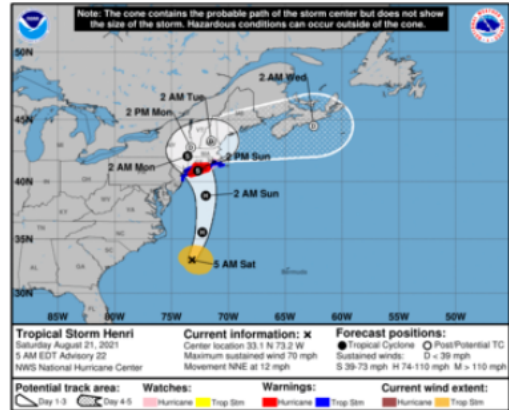 Note: The cone contains the probable path of the storm center but does not show
the size of the storm. Hazardous conditions can occur outside of the cone.
NOAA
50N
2 AM Wed
2 AM Tue
45N
2 PM Mon
VT
2 AM Mon
2 PM Sun
40N
2 AM Sun
35N
5 AM Sat
Bermuda
30N
85W 80W 75W 70W 65W 60W
Tropical Storm Henri
Saturday August 21, 2021
5 AM EDT Advisory 22
NWS National Hurricane Center
Current information: x
Center location 33.1 N 73.2 W
Maximum sustained wind 70 mph
Movement NNE at 12 mph
Forecast positions:
Tropical Cyclone Post/Potential TC
Sustained winds: D < 39 mph
S 39-73 mph H 74-110 mph M > 110 mph
Potential track area: Watches: Warnings: Current wind extent:
Day 1-3 Day 4-5 Hurricane Trop Stm Hurricane Trop Stm Hurricane Trop Stm